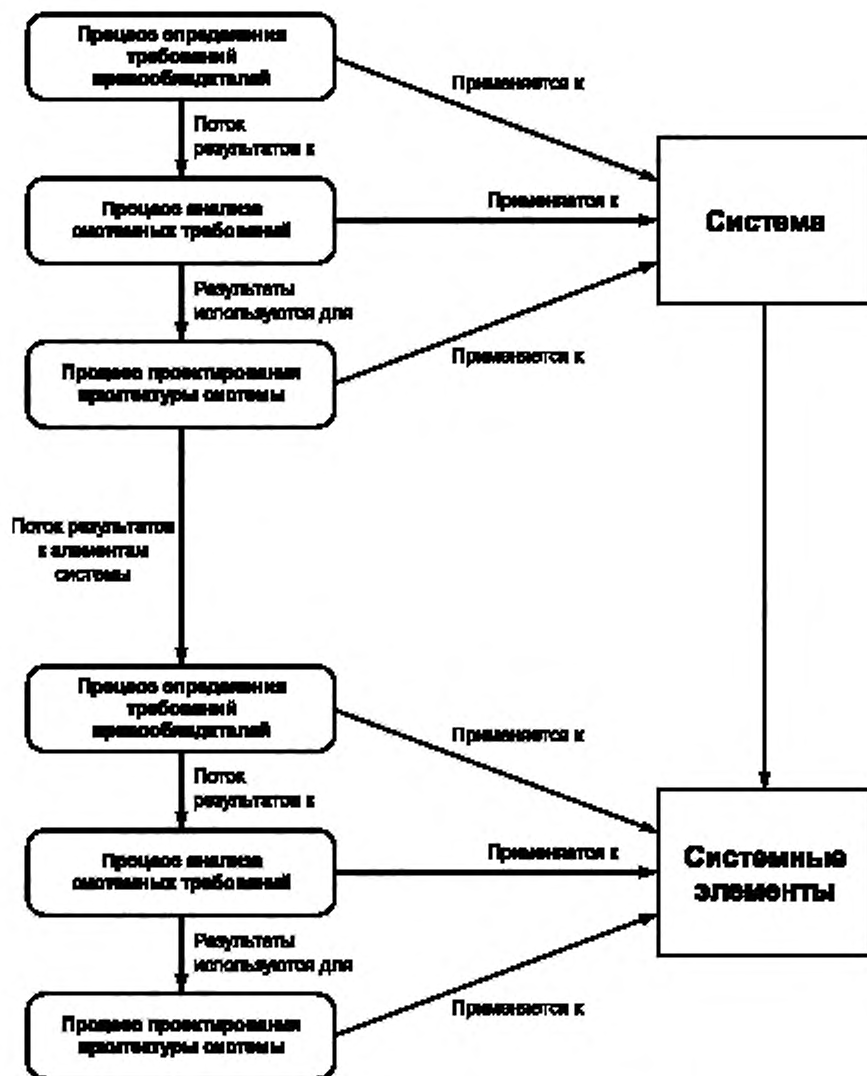 Процесс определения
требований
правообладателей
Применяется к
Поток
результатов к
Процесс анализа
системных требований
Применяется к
Система
Результаты
используются для
Процесс проектирования
архитектуры системы
Применяется к
Поток результатов
к элементам
системы
Процесс определения
требований
правообладателей
Применяется к
Поток
результатов к
Процесс анализа
системных требований
Применяется к
Системные
элементы
Результаты
используются для
Процесс проектирования
архитектуры системы
Применяется к